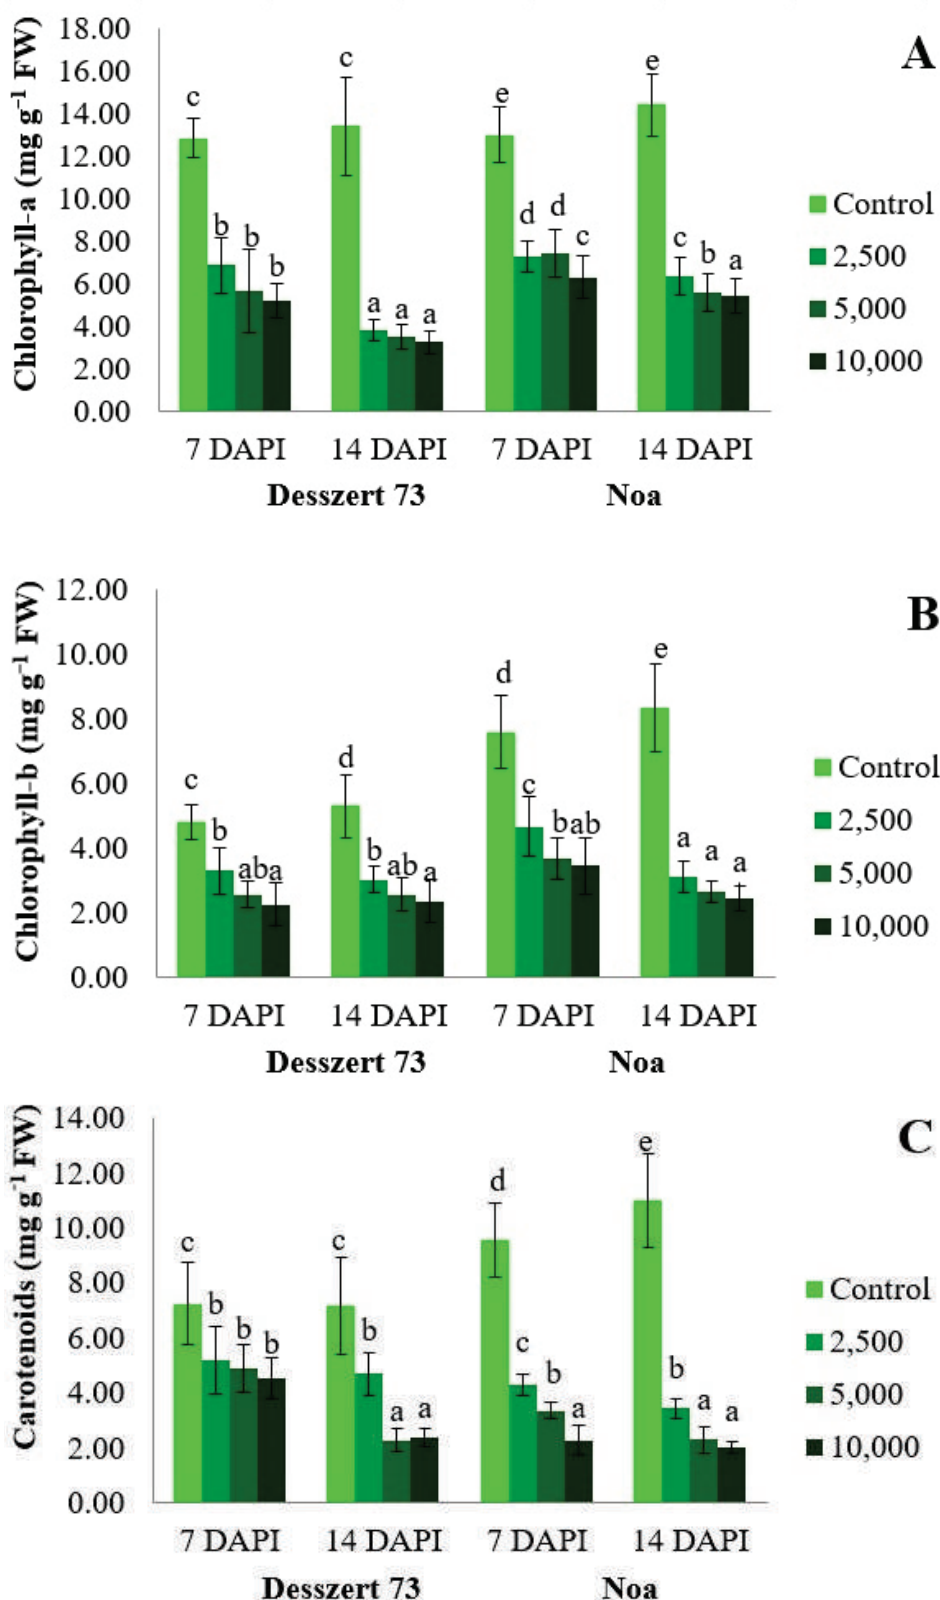 A
Chlorophyll-a (mg g⁻¹ FW)
18.00
16.00
14.00
12.00
10.00
8.00
6.00
4.00
2.00
0.00
c b b b c a a a e d d c e c b a
7 DAPI 14 DAPI 7 DAPI 14 DAPI
Desszert 73 Noa
Control
2,500
5,000
10,000
B
Chlorophyll-b (mg g⁻¹ FW)
12.00
10.00
8.00
6.00
4.00
2.00
0.00
c b ab a d b ab a d c b ab e a a a
7 DAPI 14 DAPI 7 DAPI 14 DAPI
Desszert 73 Noa
Control
2,500
5,000
10,000
C
Carotenoids (mg g⁻¹ FW)
14.00
12.00
10.00
8.00
6.00
4.00
2.00
0.00
c b b b c b a a d c b a e b a a
7 DAPI 14 DAPI 7 DAPI 14 DAPI
Desszert 73 Noa
Control
2,500
5,000
10,000